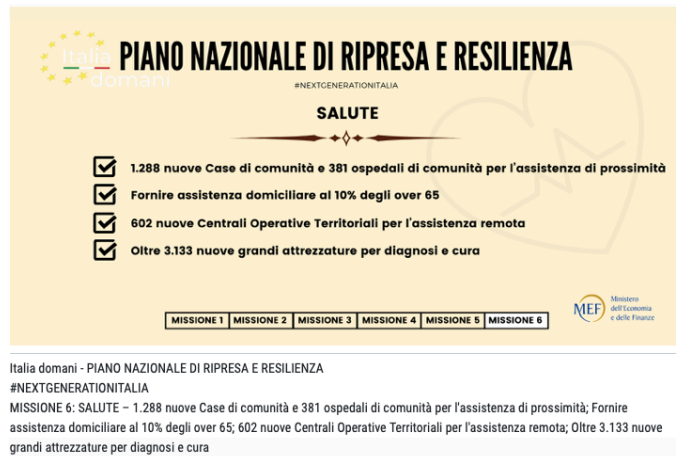 Italia
domani
PIANO NAZIONALE DI RIPRESA E RESILIENZA
#NEXTGENERATIONITALIA
SALUTE
1.288 nuove Case di comunità e 381 ospedali di comunità per l'assistenza di prossimità
Fornire assistenza domiciliare al 10% degli over 65
602 nuove Centrali Operative Territoriali per l'assistenza remota
Oltre 3.133 nuove grandi attrezzature per diagnosi e cura
MEF
Ministero
dell'Economia
e delle Finanze
MISSIONE 1 MISSIONE 2 MISSIONE 3 MISSIONE 4 MISSIONE 5 MISSIONE 6
Italia domani - PIANO NAZIONALE DI RIPRESA E RESILIENZA
#NEXTGENERATIONITALIA
MISSIONE 6: SALUTE – 1.288 nuove Case di comunità e 381 ospedali di comunità per l'assistenza di prossimità; Fornire
assistenza domiciliare al 10% degli over 65; 602 nuove Centrali Operative Territoriali per l'assistenza remota; Oltre 3.133 nuove
grandi attrezzature per diagnosi e cura